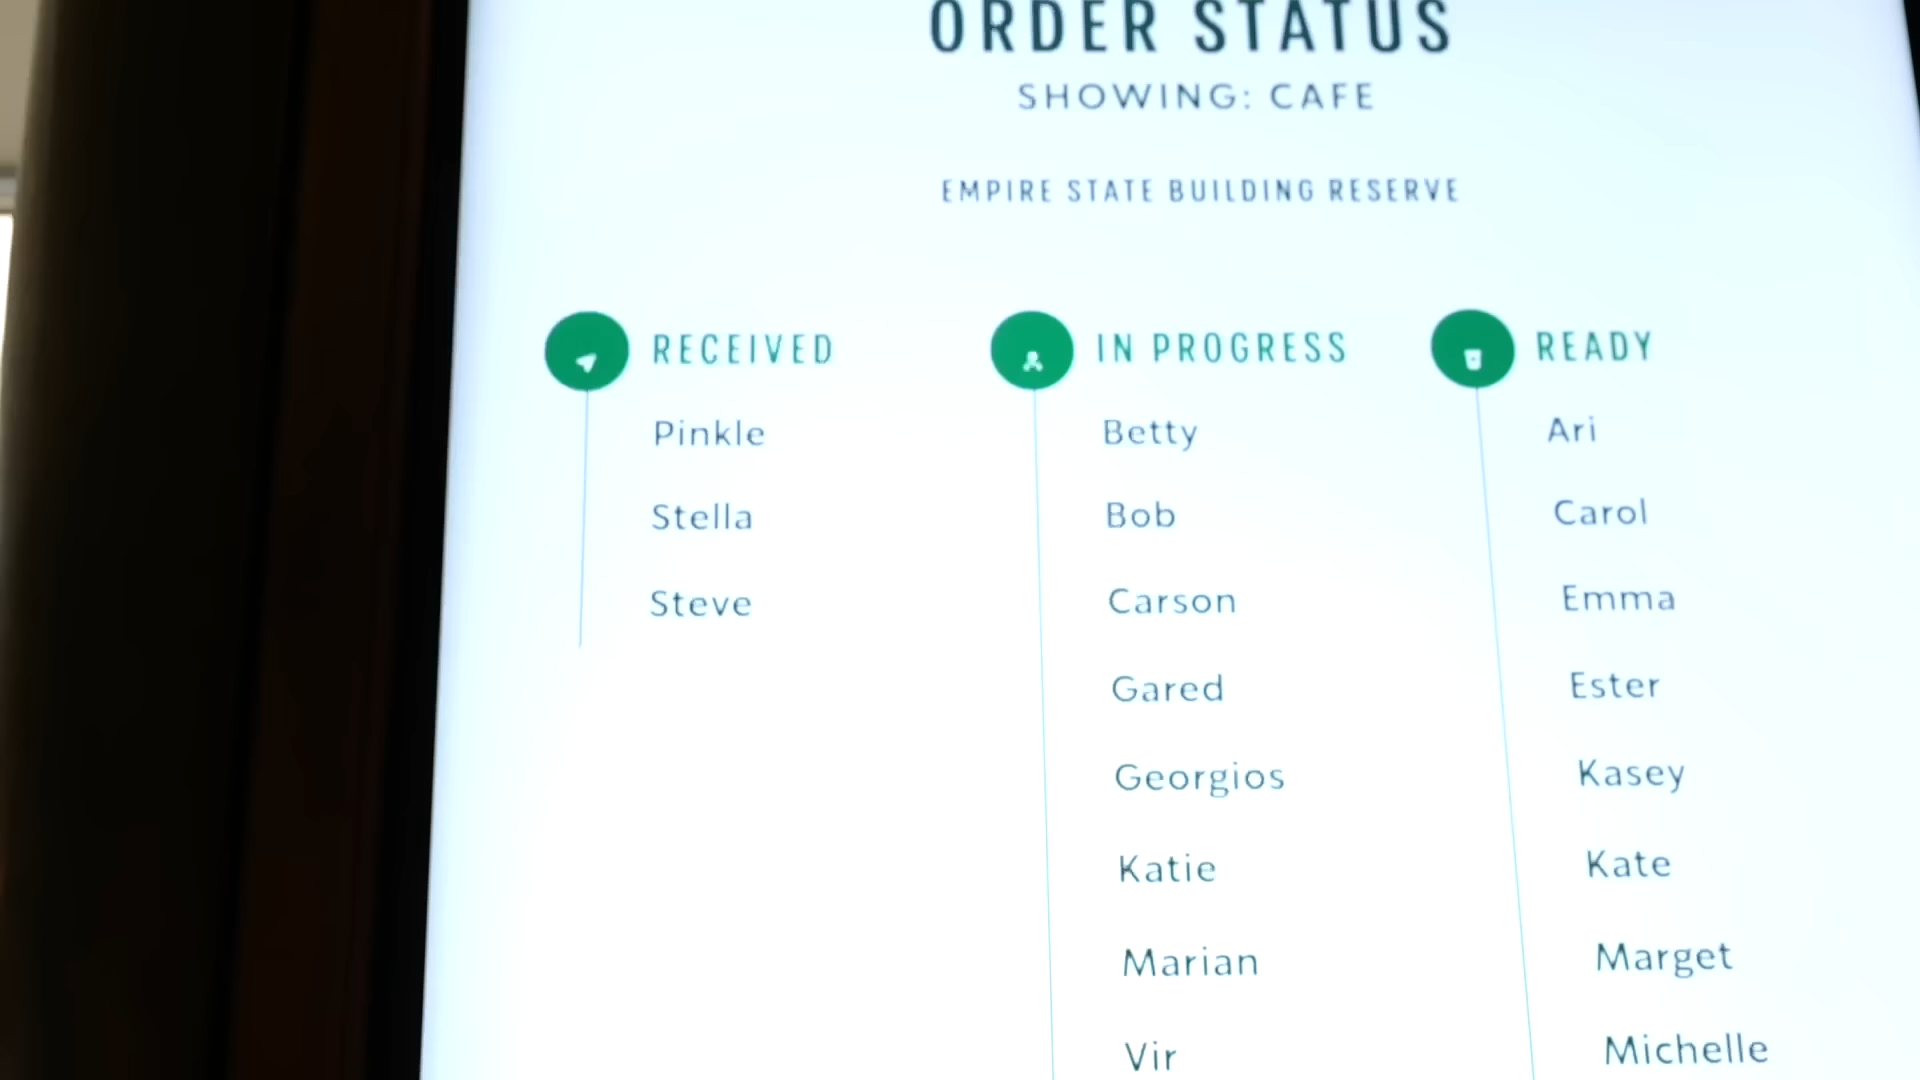 ORDER STATUS
SHOWING: CAFE
EMPIRE STATE BUILDING RESERVE
RECEIVED
Pinkle
Stella
Steve
IN PROGRESS
Betty
Bob
Carson
Gared
Georgios
Katie
Marian
Vir
READY
Ari
Carol
Emma
Ester
Kasey
Kate
Marget
Michelle